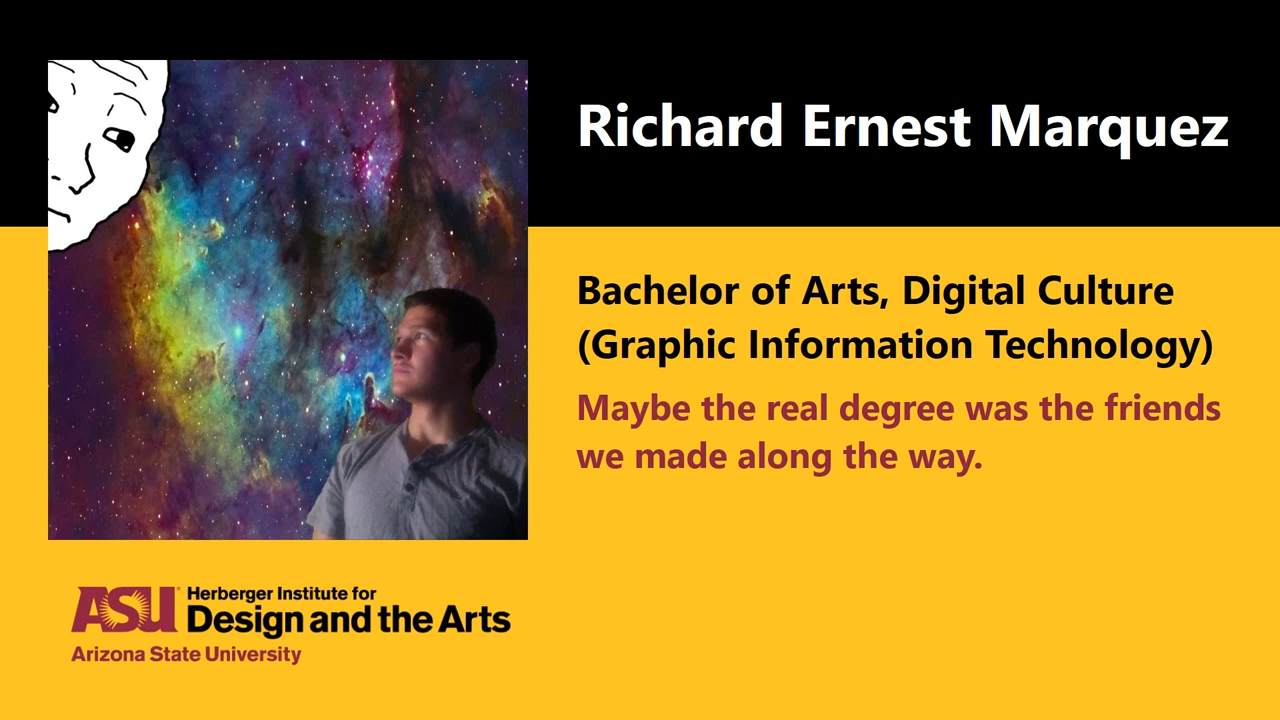 Richard Ernest Marquez
Bachelor of Arts, Digital Culture
(Graphic Information Technology)
Maybe the real degree was the friends
we made along the way.
ASU Herberger Institute for
Design and the Arts
Arizona State University